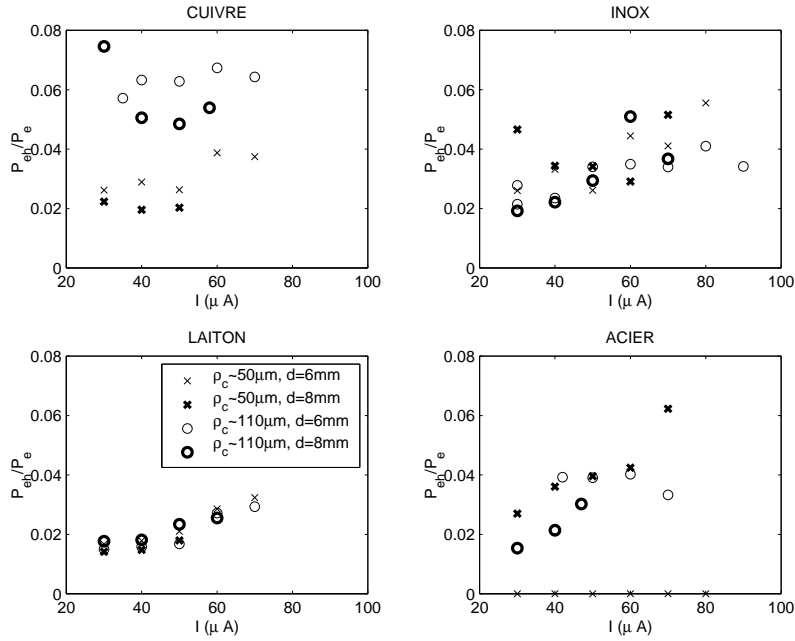 CUIVRE
0.08
0.06
0.04
0.02
0
P_eh/P_e
20 40 60 80 100
I (μ A)
INOX
0.08
0.06
0.04
0.02
0
P_eh/P_e
20 40 60 80 100
I (μ A)
LAITON
0.08
0.06
0.04
0.02
0
P_eh/P_e
ρ_c~50μm, d=6mm
ρ_c~50μm, d=8mm
ρ_c~110μm, d=6mm
ρ_c~110μm, d=8mm
20 40 60 80 100
I (μ A)
ACIER
0.08
0.06
0.04
0.02
0
P_eh/P_e
20 40 60 80 100
I (μ A)